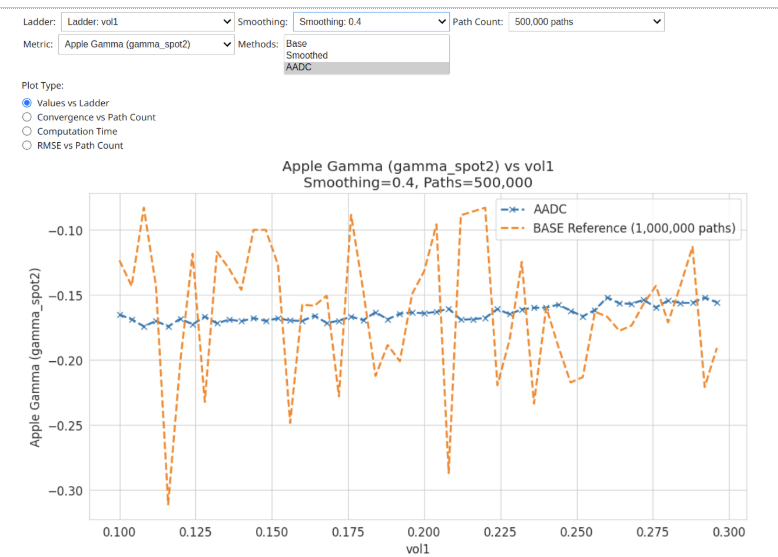 Ladder: Ladder: vol1 Smoothing: Smoothing: 0.4 Path Count: 500,000 paths
Metric: Apple Gamma (gamma_spot2) Methods: Base
Smoothed
AADC
Plot Type:
Values vs Ladder
Convergence vs Path Count
Computation Time
RMSE vs Path Count
Apple Gamma (gamma_spot2) vs vol1
Smoothing=0.4, Paths=500,000
AADC
BASE Reference (1,000,000 paths)
Apple Gamma (gamma_spot2)
−0.10
−0.15
−0.20
−0.25
−0.30
0.100 0.125 0.150 0.175 0.200 0.225 0.250 0.275 0.300
vol1